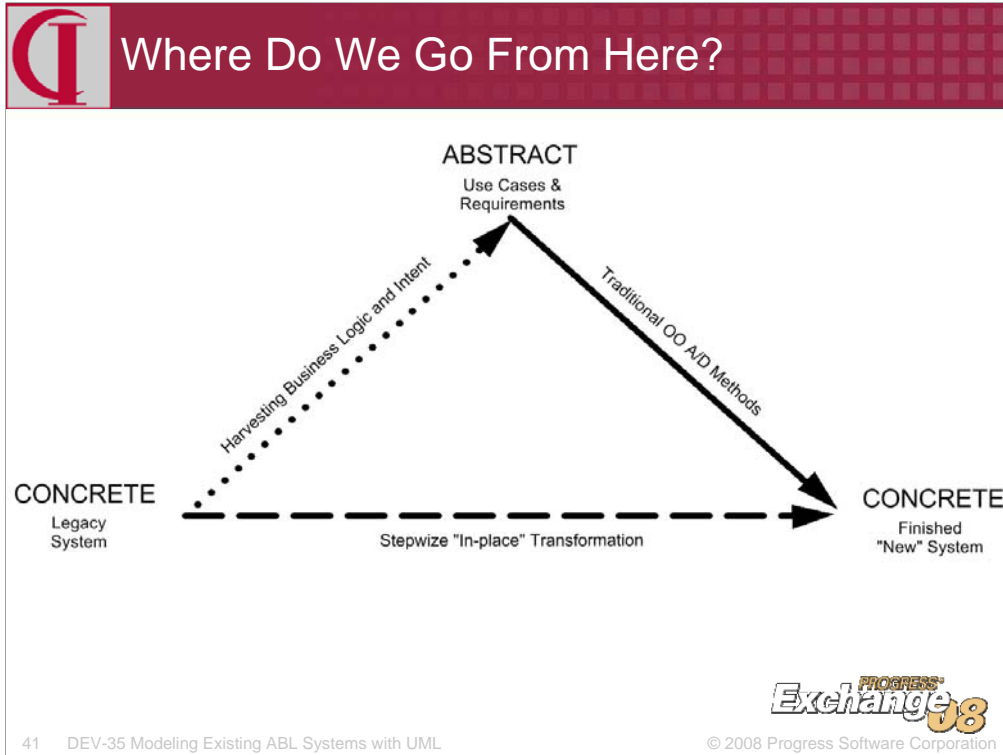 Where Do We Go From Here?
ABSTRACT
Use Cases &
Requirements
Harvesting Business Logic and Intent
Traditional OO A/D Methods
CONCRETE
Legacy
System
Stepwize "In-place" Transformation
CONCRETE
Finished
"New" System
PROGRESS
Exchange 08
41 DEV-35 Modeling Existing ABL Systems with UML
© 2008 Progress Software Corporation